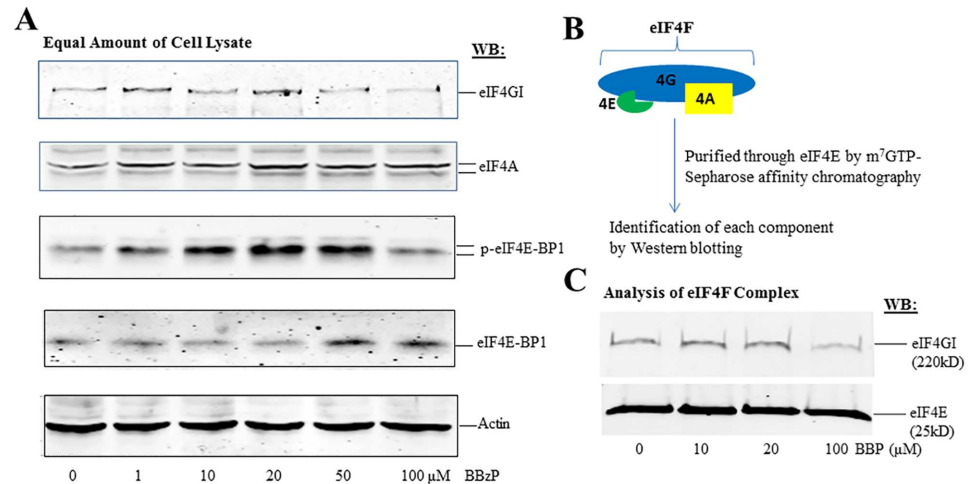 A
Equal Amount of Cell Lysate
WB:
eIF4GI
eIF4A
p-eIF4E-BP1
eIF4E-BP1
Actin
0 1 10 20 50 100 µM BBzP
B
eIF4F
4G
4E
4A
Purified through eIF4E by m⁷GTP-
Sepharose affinity chromatography
Identification of each component
by Western blotting
C
Analysis of eIF4F Complex
WB:
eIF4GI
(220kD)
eIF4E
(25kD)
0 10 20 100 BBP (µM)